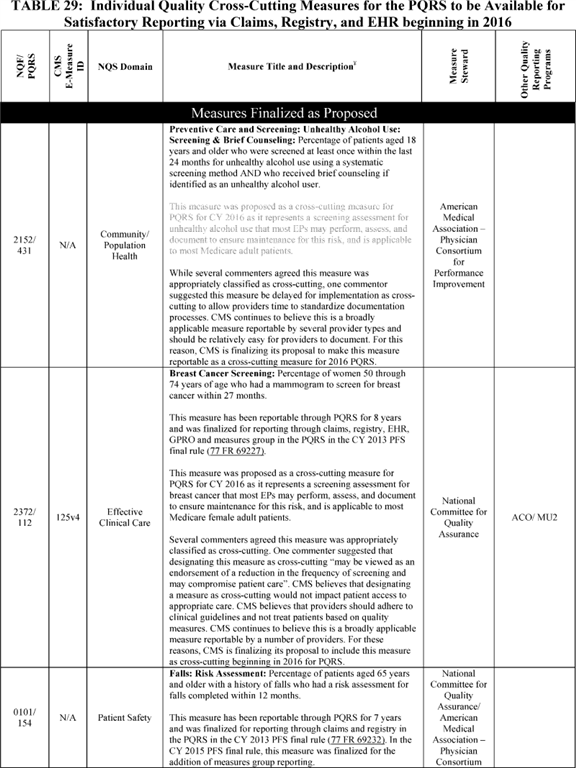 TABLE 29: Individual Quality Cross-Cutting Measures for the PQRS to be Available for
Satisfactory Reporting via Claims, Registry, and EHR beginning in 2016
NQF/
PQRS
CMS
E-Measure
ID
NQS Domain
Measure Title and Description¥
Measure
Steward
Other Quality
Reporting
Programs
Measures Finalized as Proposed
2152/
431
N/A
Community/
Population
Health
Preventive Care and Screening: Unhealthy Alcohol Use:
Screening & Brief Counseling: Percentage of patients aged 18
years and older who were screened at least once within the last
24 months for unhealthy alcohol use using a systematic
screening method AND who received brief counseling if
identified as an unhealthy alcohol user.
This measure was proposed as a cross-cutting measure for
PQRS for CY 2016 as it represents a screening assessment for
unhealthy alcohol use that most EPs may perform, assess, and
document to ensure maintenance for this risk, and is applicable
to most Medicare adult patients.
While several commenters agreed this measure was
appropriately classified as cross-cutting, one commenter
suggested this measure be delayed for implementation as cross-
cutting to allow providers time to standardize documentation
processes. CMS continues to believe this is a broadly
applicable measure reportable by several provider types and
should be relatively easy for providers to document. For this
reason, CMS is finalizing its proposal to make this measure
reportable as a cross-cutting measure for 2016 PQRS.
American
Medical
Association –
Physician
Consortium
for
Performance
Improvement
2372/
112
125v4
Effective
Clinical Care
Breast Cancer Screening: Percentage of women 50 through
74 years of age who had a mammogram to screen for breast
cancer within 27 months.
This measure has been reportable through PQRS for 8 years
and was finalized for reporting through claims, registry, EHR,
GPRO and measures group in the PQRS in the CY 2013 PFS
final rule (77 FR 69227).
This measure was proposed as a cross-cutting measure for
PQRS for CY 2016 as it represents a screening assessment for
breast cancer that most EPs may perform, assess, and document
to ensure maintenance for this risk, and is applicable to most
Medicare female adult patients.
Several commenters agreed this measure was appropriately
classified as cross-cutting. One commenter suggested that
designating this measure as cross-cutting “may be viewed as an
endorsement of a reduction in the frequency of screening and
may compromise patient care”. CMS believes that designating
a measure as cross-cutting would not impact patient access to
appropriate care. CMS believes that providers should adhere to
clinical guidelines and not treat patients based on quality
measures. CMS continues to believe this is a broadly applicable
measure reportable by a number of providers. For these
reasons, CMS is finalizing its proposal to include this measure
as cross-cutting beginning in 2016 for PQRS.
National
Committee for
Quality
Assurance
ACO/ MU2
0101/
154
N/A
Patient Safety
Falls: Risk Assessment: Percentage of patients aged 65 years
and older with a history of falls who had a risk assessment for
falls completed within 12 months.
This measure has been reportable through PQRS for 7 years
and was finalized for reporting through claims and registry in
the PQRS in the CY 2013 PFS final rule (77 FR 69232). In the
CY 2015 PFS final rule, this measure was finalized for the
addition of measures group reporting.
National
Committee for
Quality
Assurance/
American
Medical
Association –
Physician
Consortium